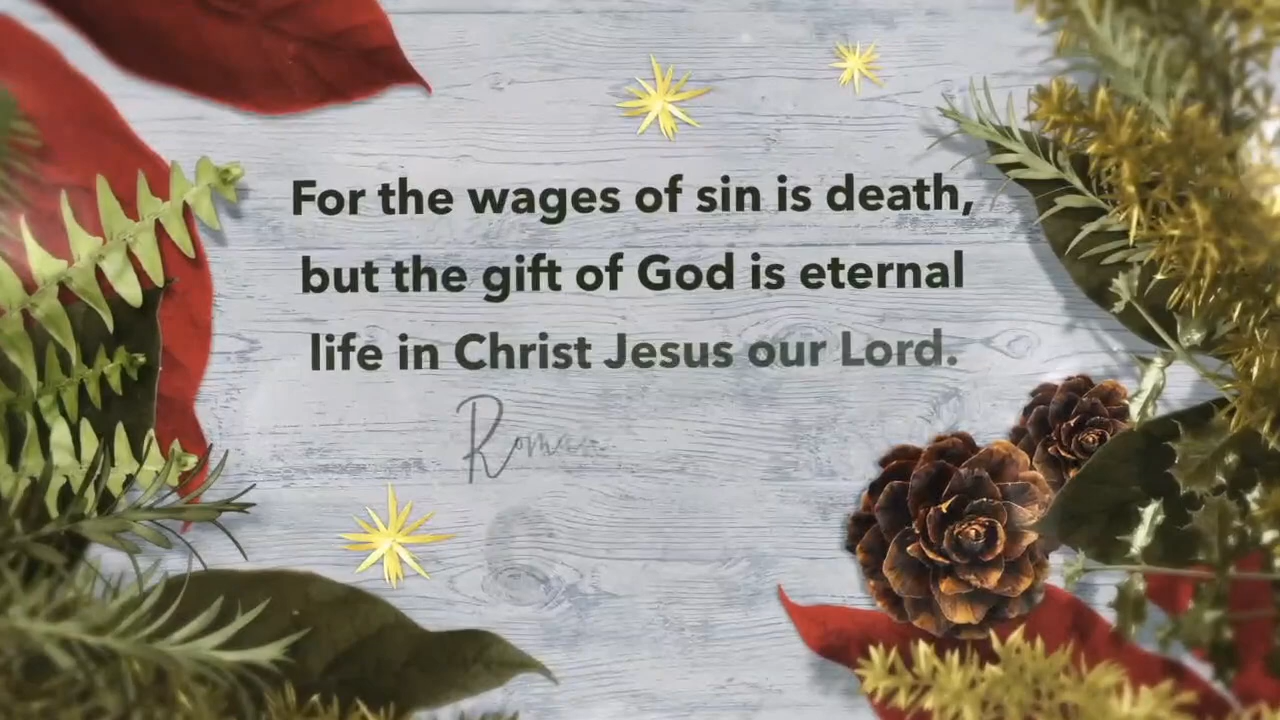 For the wages of sin is death,
but the gift of God is eternal
life in Christ Jesus our Lord.